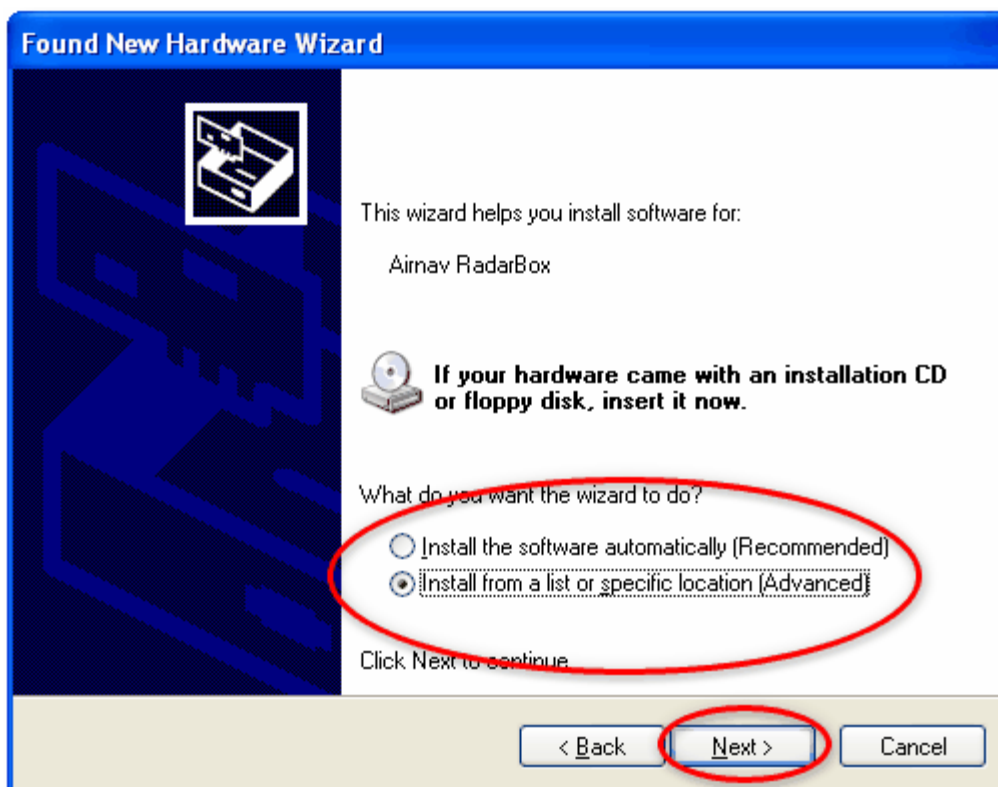 Found New Hardware Wizard
This wizard helps you install software for:
Airnav RadarBox
If your hardware came with an installation CD
or floppy disk, insert it now.
What do you want the wizard to do?
Install the software automatically (Recommended)
Install from a list or specific location (Advanced)
Click Next to continue.
< Back
Next >
Cancel